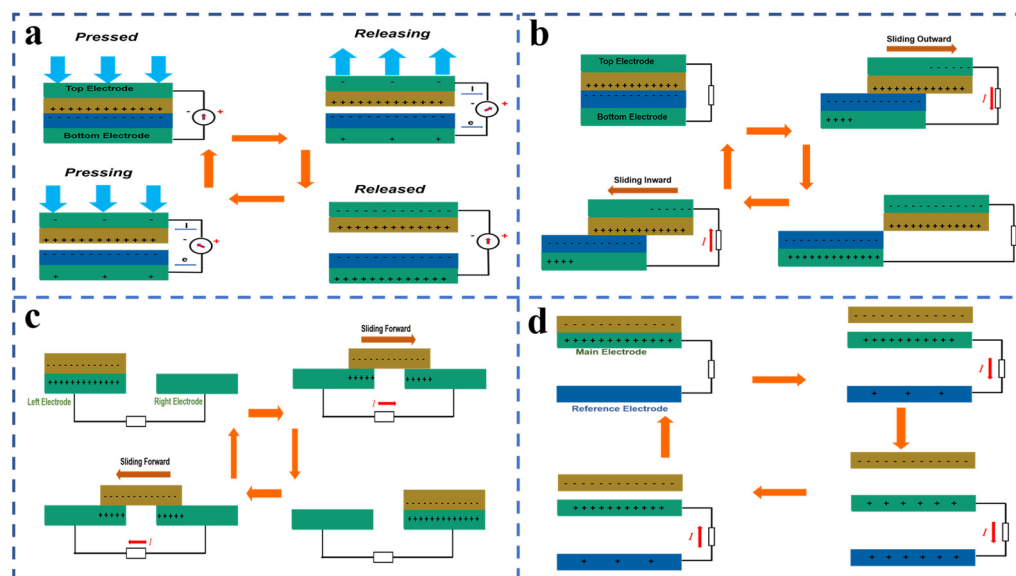 a
Pressed
Top Electrode
+ + + + + + + + + + + +
- - - - - - - - - - - -
Bottom Electrode
- +
Releasing
- - -
+ + + + + + + + + + + +
- - - - - - - - - - - -
+ + +
I
- +
e
Pressing
- - -
+ + + + + + + + + + + +
- - - - - - - - - - - -
+ + +
I
- +
e
Released
- - - - - - - - - - - -
+ + + + + + + + + + + +
- - - - - - - - - - - -
+ + + + + + + + + + + +
- +
b
Top Electrode
+ + + + + + + + + + + +
- - - - - - - - - - - -
Bottom Electrode
Sliding Outward
- - - - - -
+ + + + + + + + + + + +
- - - - - - - - - - - -
+ + + +
I
Sliding Inward
- - - - - -
+ + + + + + + + + + + +
- - - - - - - - - - - -
+ + + +
I
- - - - - - - - - - - -
+ + + + + + + + + + + +
- - - - - - - - - - - -
+ + + + + + + + + + + +
c
- - - - - - - - - - - -
+ + + + + + + + + + + +
Left Electrode
Right Electrode
Sliding Forward
- - - - - - - - - -
+++++
+++++
I
Sliding Forward
- - - - - - - - - -
+++++
+++++
I
- - - - - - - - - - - -
+ + + + + + + + + + + +
d
- - - - - - - - - - -
+ + + + + + + + + + +
Main Electrode
Reference Electrode
- - - - - - - - - - -
+ + + + + + + + + +
+ + +
I
- - - - - - - - - - -
+ + + + + + + + + +
+ + +
I
- - - - - - - - - - -
+ + + + + +
+ + + + + +
I